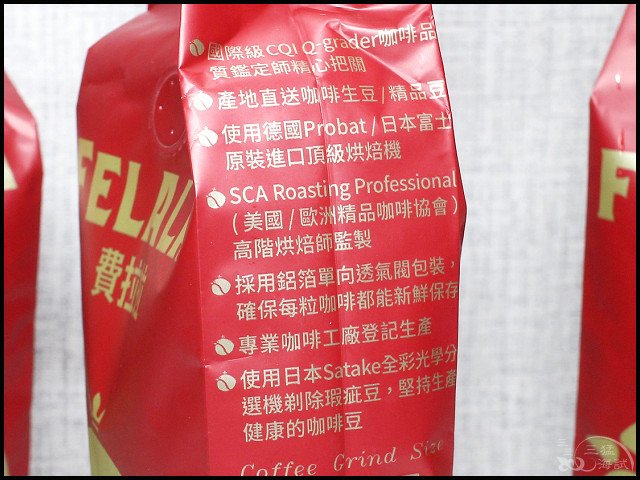 FELALA
費拉拉
國際級CQI Q-grader咖啡品
質鑑定師精心把關
產地直送咖啡生豆/精品豆
使用德國Probat/日本富士
原裝進口頂級烘焙機
SCA Roasting Professional
(美國/歐洲精品咖啡協會)
高階烘焙師監製
採用鋁箔單向透氣閥包裝，
確保每粒咖啡都能新鮮保存
專業咖啡工廠登記生產
使用日本Satake全彩光學分
選機剔除瑕疵豆，堅持生產
健康的咖啡豆
Coffee Grind Size
F
三猛
海試